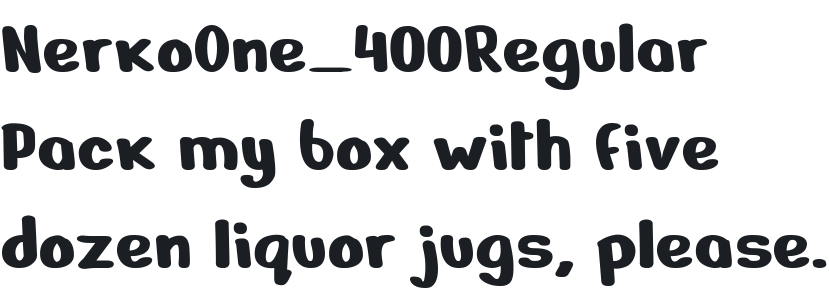 NerkoOne_400Regular
Pack my box with five
dozen liquor jugs, please.